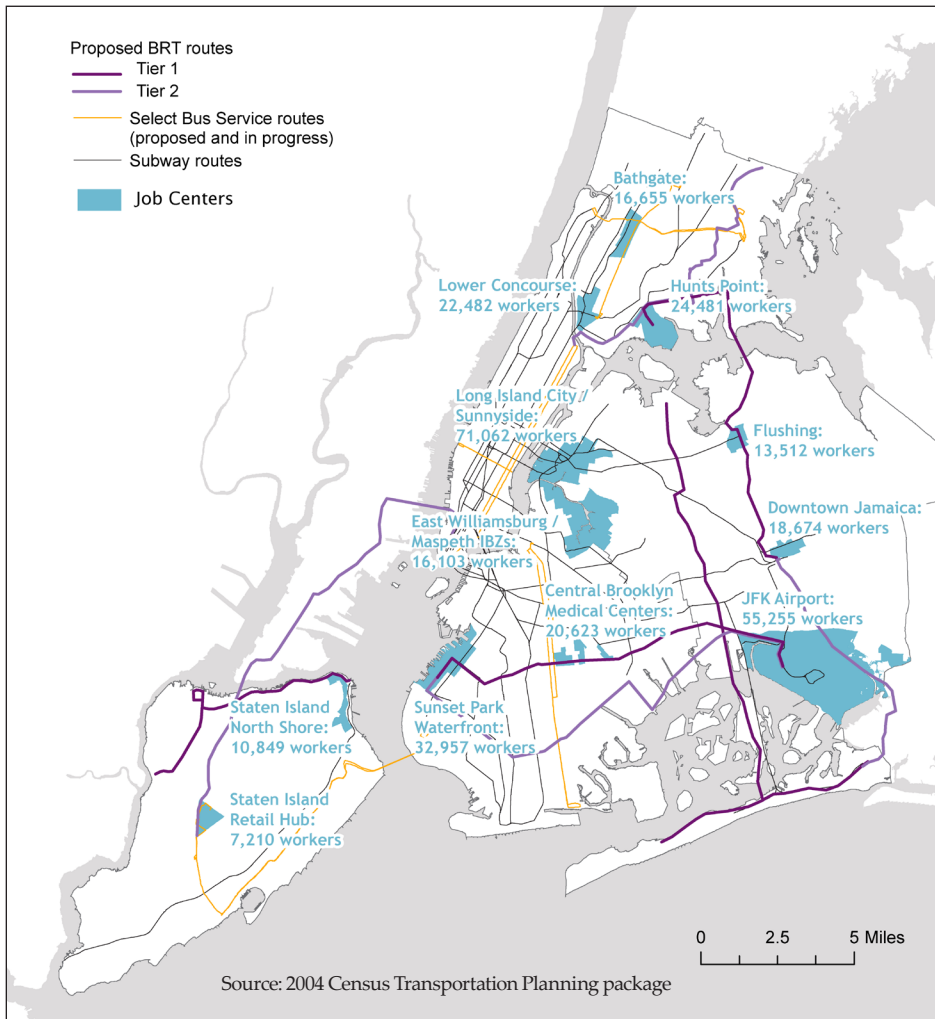 Proposed BRT routes
Tier 1
Tier 2
Select Bus Service routes
(proposed and in progress)
Subway routes
Job Centers
Bathgate:
16,655 workers
Lower Concourse:
22,482 workers
Hunts Point:
24,481 workers
Long Island City /
Sunnyside:
71,062 workers
Flushing:
13,512 workers
Downtown Jamaica:
18,674 workers
East Williamsburg /
Maspeth IBZs:
16,103 workers
Central Brooklyn
Medical Centers:
20,623 workers
JFK Airport:
55,255 workers
Staten Island
North Shore:
10,849 workers
Sunset Park
Waterfront:
32,957 workers
Staten Island
Retail Hub:
7,210 workers
0 2.5 5 Miles
Source: 2004 Census Transportation Planning package